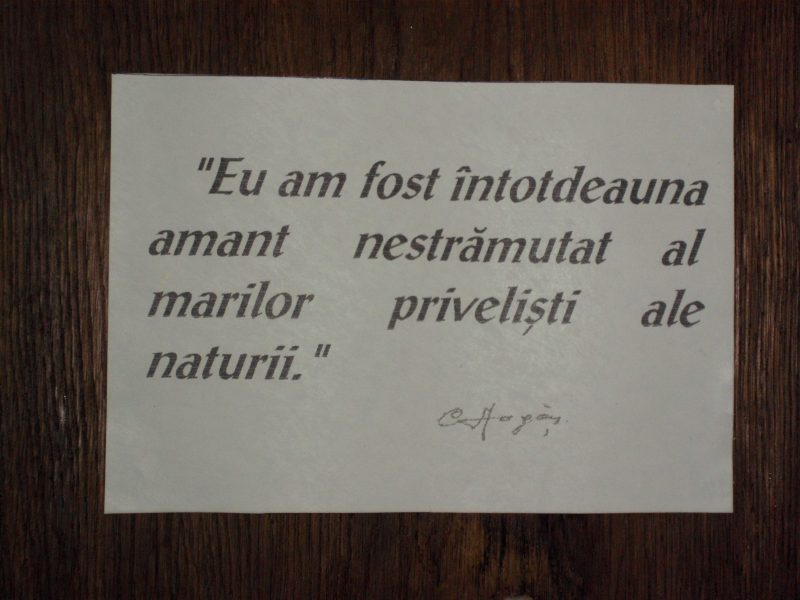 "Eu am fost întotdeauna
amant nestrămutat al
marilor priveliști ale
naturii."